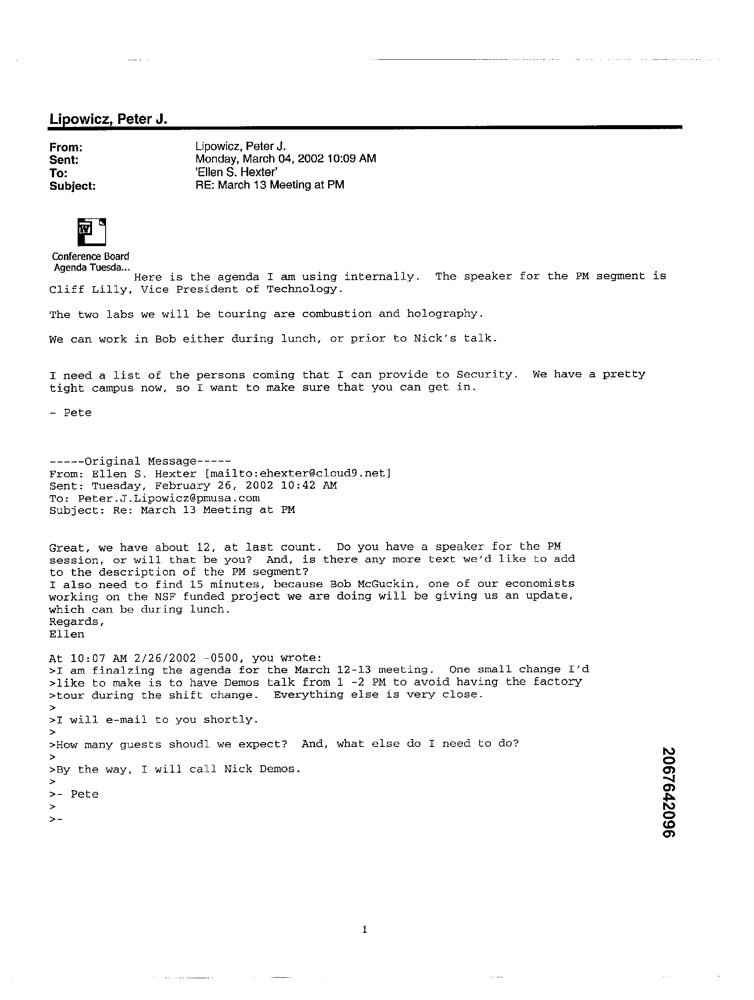 Lipowicz, Peter J.
From: Lipowicz, Peter J.
Sent: Monday, March 04, 2002 10:09 AM
To: 'Ellen S. Hexter'
Subject: RE: March 13 Meeting at PM
W
Conference Board
Agenda Tuesda...
Here is the agenda I am using internally. The speaker for the PM segment is
Cliff Lilly, Vice President of Technology.
The two labs we will be touring are combustion and holography.
We can work in Bob either during lunch, or prior to Nick's talk.
I need a list of the persons coming that I can provide to Security. We have a pretty
tight campus now, so I want to make sure that you can get in.
- Pete
-----Original Message-----
From: Ellen S. Hexter [mailto:ehexter@cloud9.net]
Sent: Tuesday, February 26, 2002 10:42 AM
To: Peter.J.Lipowicz@pmusa.com
Subject: Re: March 13 Meeting at PM
Great, we have about 12, at last count. Do you have a speaker for the PM
session, or will that be you? And, is there any more text we'd like to add
to the description of the PM segment?
I also need to find 15 minutes, because Bob McGuckin, one of our economists
working on the NSF funded project we are doing will be giving us an update,
which can be during lunch.
Regards,
Ellen
At 10:07 AM 2/26/2002 -0500, you wrote:
>I am finalzing the agenda for the March 12-13 meeting. One small change I'd
>like to make is to have Demos talk from 1 -2 PM to avoid having the factory
>tour during the shift change. Everything else is very close.
>
>I will e-mail to you shortly.
>
>How many guests shoudl we expect? And, what else do I need to do?
>
>By the way, I will call Nick Demos.
>
>- Pete
>
>-
2067642096
1